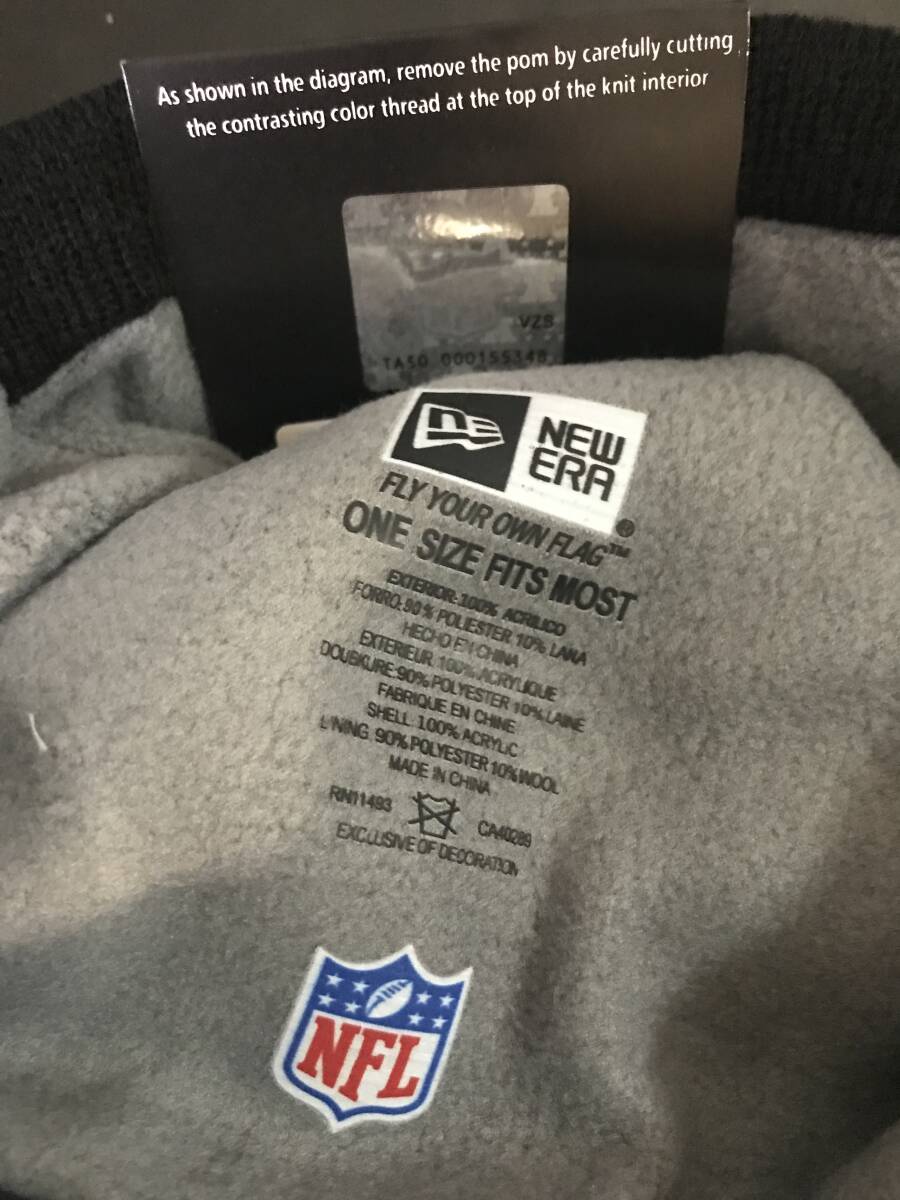 As shown in the diagram, remove the pom by carefully cutting
the contrasting color thread at the top of the knit interior
VZS
TA50 00015534B
NE
NEW
ERA®
FLY YOUR OWN FLAG™
ONE SIZE FITS MOST
EXTERIOR:100% ACRILICO
FORRO:90% POLIESTER 10% LANA
HECHO EN CHINA
EXTERIEUR 100% ACRYLIQUE
DOUBLURE:90% POLYESTER 10% LAINE
FABRIQUE EN CHINE
SHELL: 100% ACRYLIC
LINING 90% POLYESTER 10% WOOL
MADE IN CHINA
RN11493 CA40289
EXCLUSIVE OF DECORATION
NFL